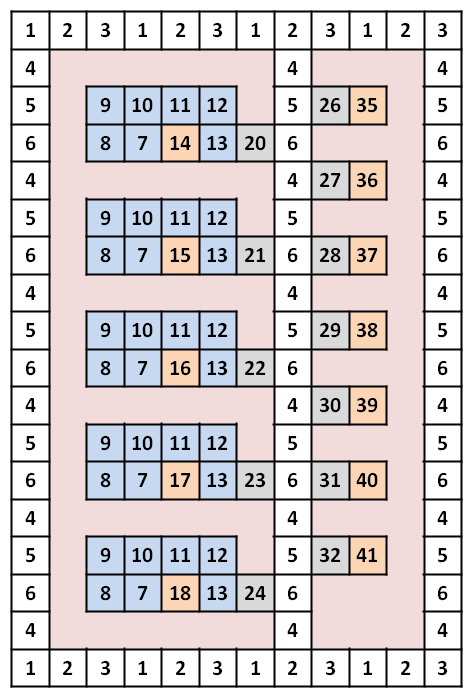 1 2 3 1 2 3 1 2 3 1 2 3
4 4 4
5 9 10 11 12 5 26 35 5
6 8 7 14 13 20 6 6
4 4 27 36 4
5 9 10 11 12 5 5
6 8 7 15 13 21 6 28 37 6
4 4 4
5 9 10 11 12 5 29 38 5
6 8 7 16 13 22 6 6
4 4 30 39 4
5 9 10 11 12 5 5
6 8 7 17 13 23 6 31 40 6
4 4 4
5 9 10 11 12 5 32 41 5
6 8 7 18 13 24 6 6
4 4 4
1 2 3 1 2 3 1 2 3 1 2 3